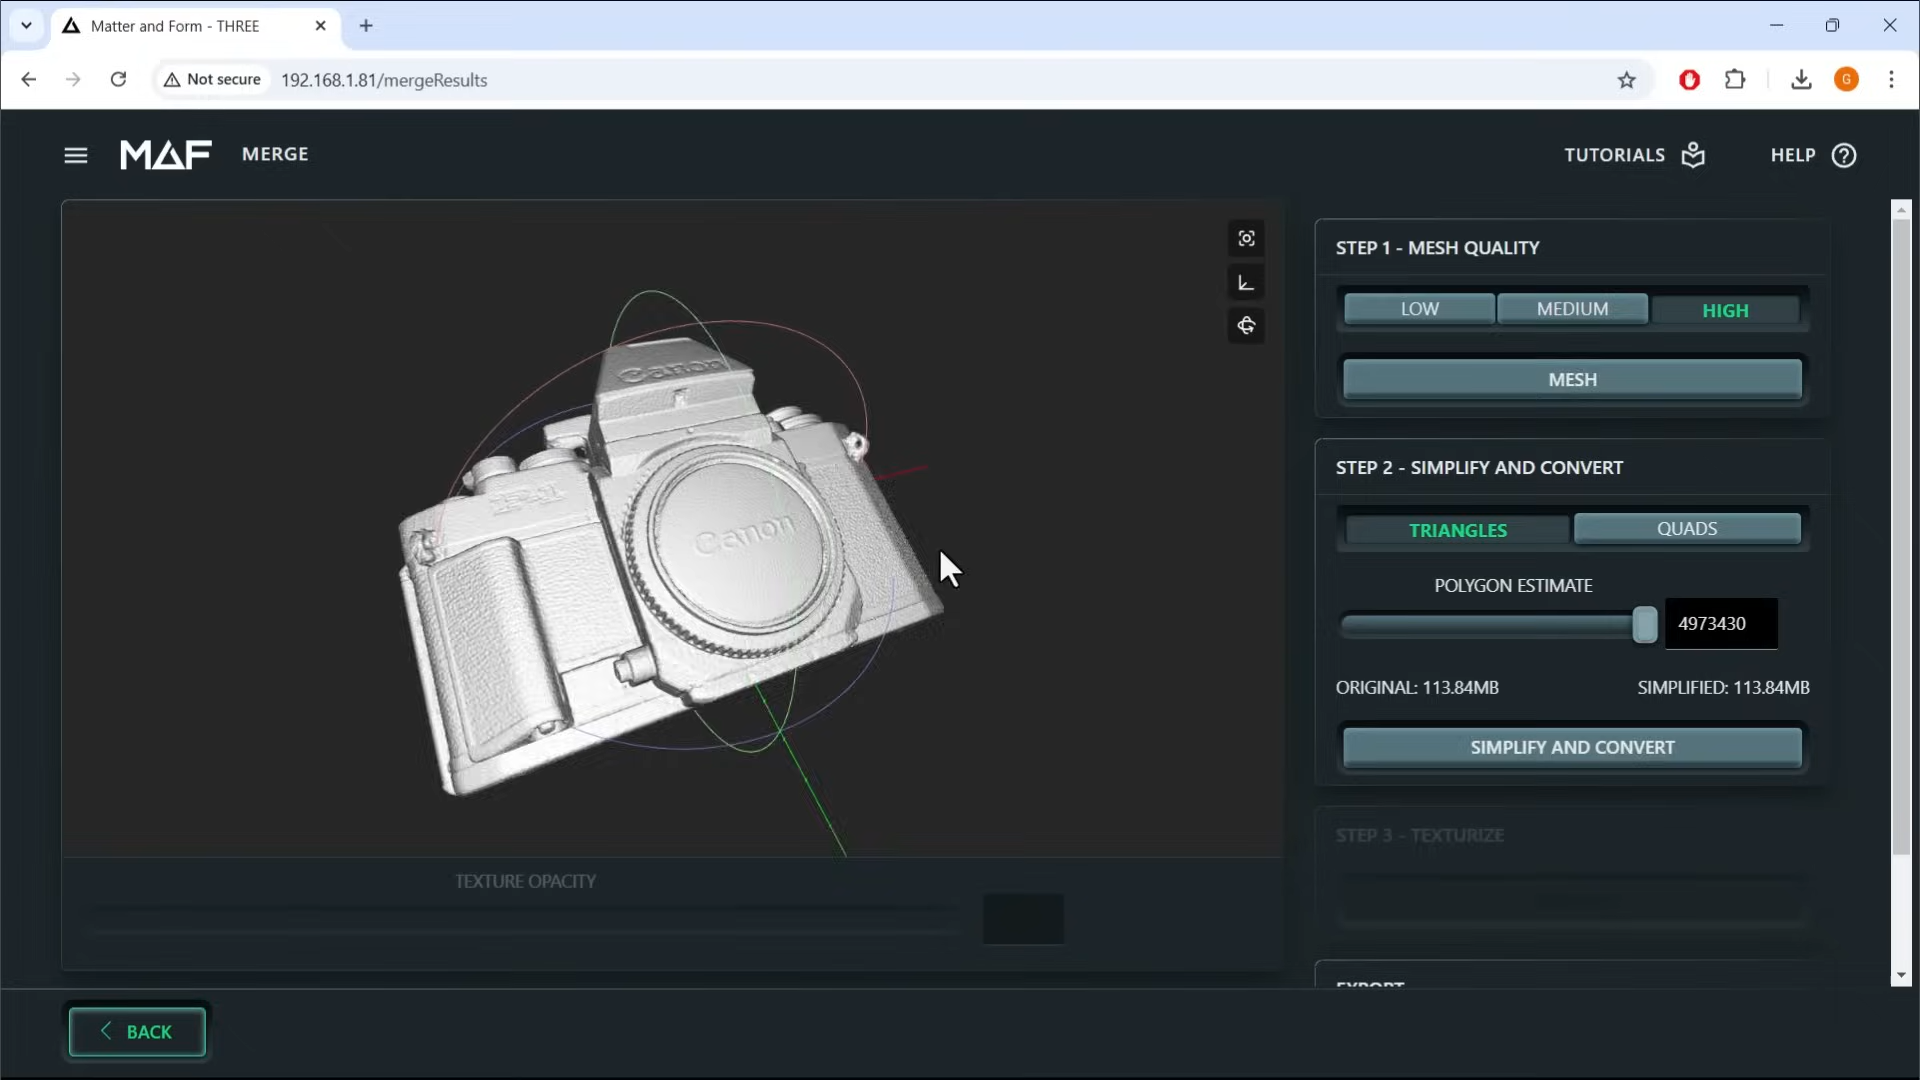 Matter and Form - THREE
Not secure
192.168.1.81/mergeResults
G
MAF
MERGE
TUTORIALS
HELP
STEP 1 - MESH QUALITY
LOW
MEDIUM
HIGH
MESH
STEP 2 - SIMPLIFY AND CONVERT
TRIANGLES
QUADS
POLYGON ESTIMATE
4973430
ORIGINAL: 113.84MB
SIMPLIFIED: 113.84MB
SIMPLIFY AND CONVERT
STEP 3 - TEXTURIZE
EXPORT
Canon
Canon
TEXTURE OPACITY
BACK